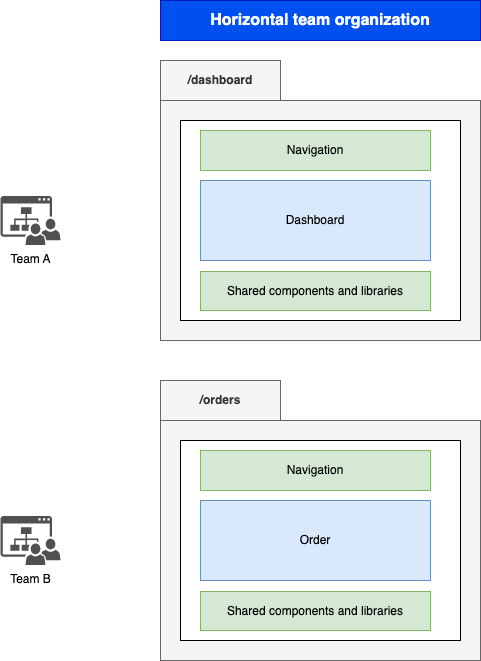 Horizontal team organization
/dashboard
Navigation
Dashboard
Team A
Shared components and libraries
/orders
Navigation
Order
Team B
Shared components and libraries